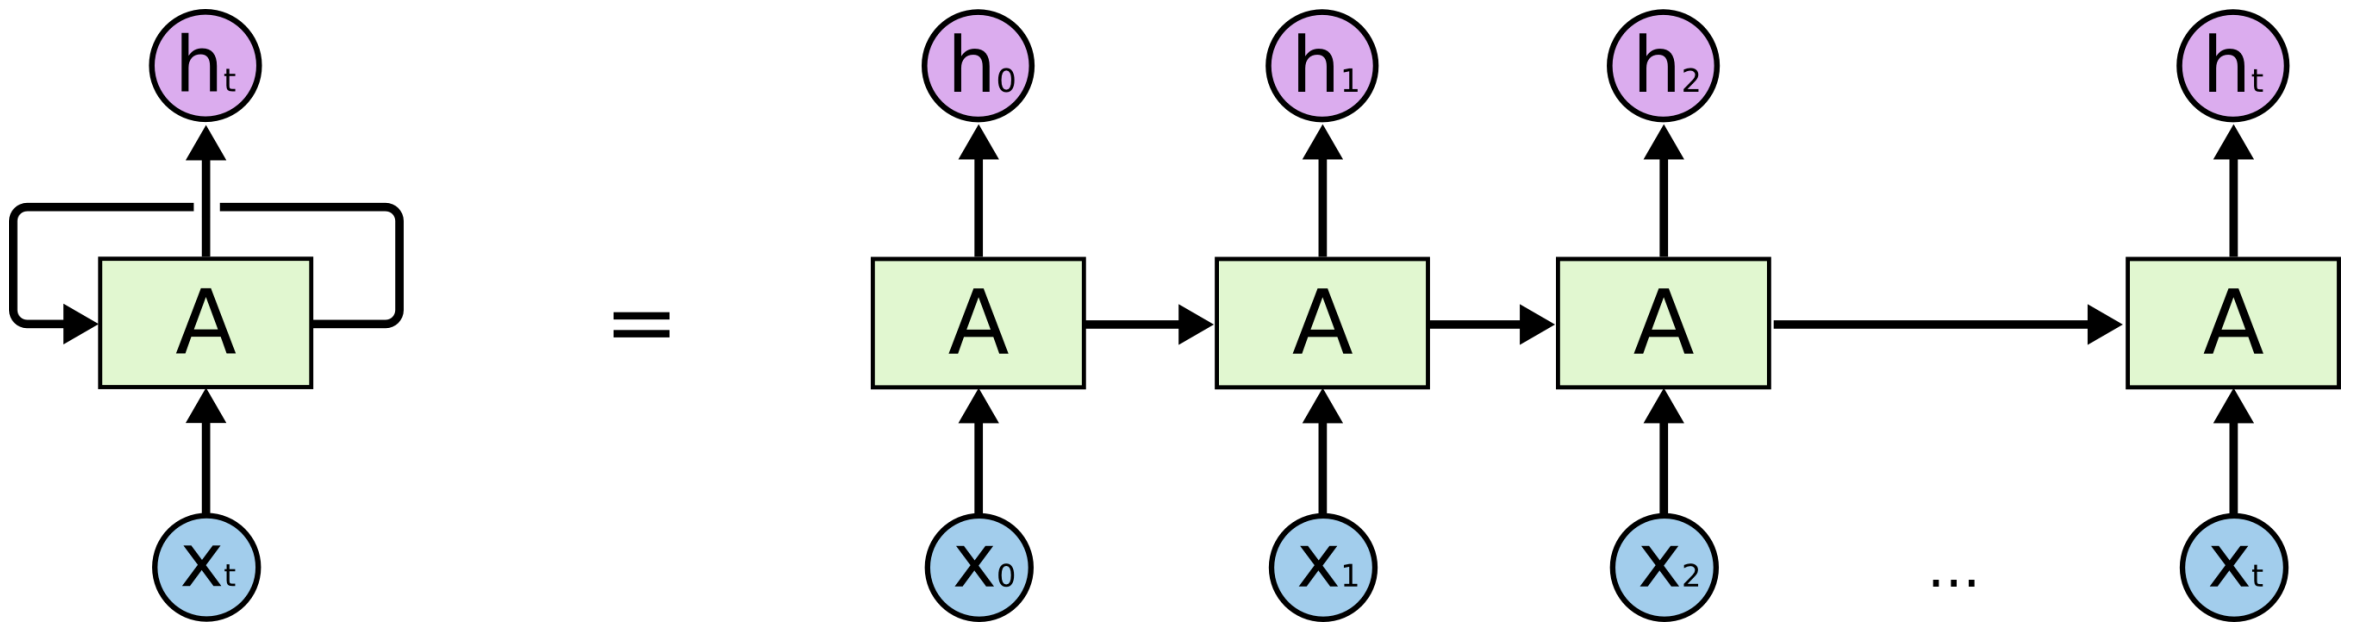 hₜ h₀ h₁ h₂ hₜ
A = A A A A
xₜ x₀ x₁ x₂ ... xₜ